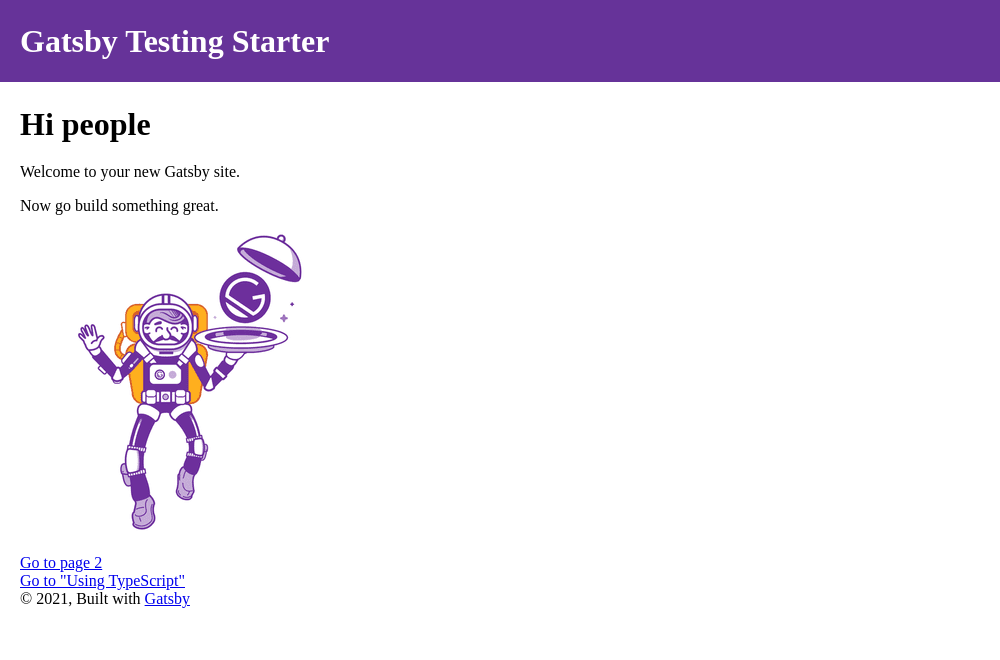 Gatsby Testing Starter
Hi people
Welcome to your new Gatsby site.
Now go build something great.
Go to page 2
Go to "Using TypeScript"
© 2021, Built with Gatsby